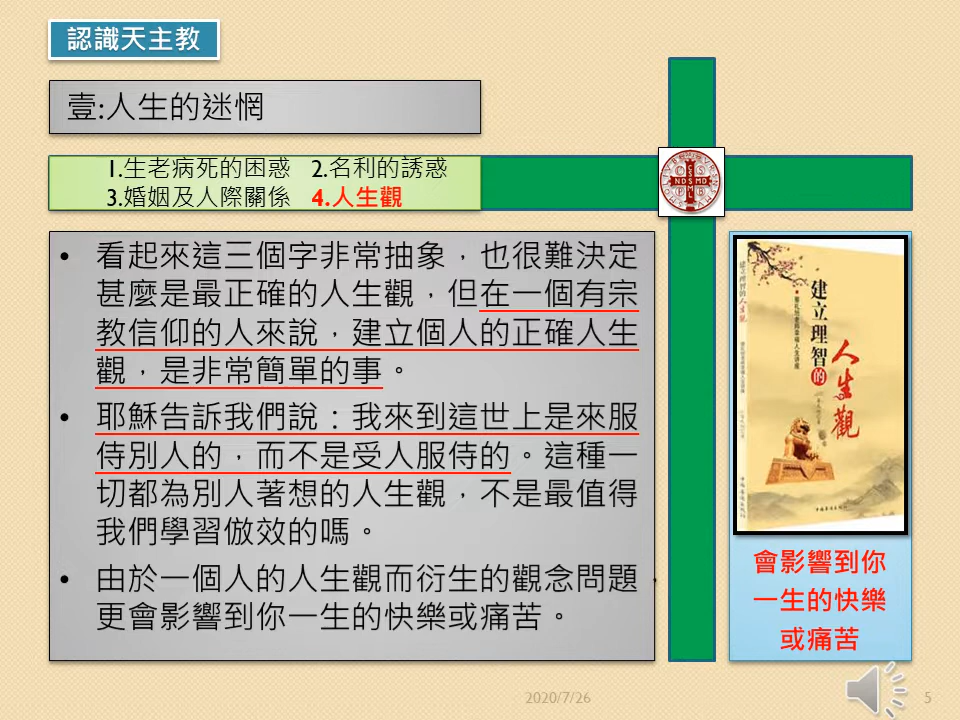 認識天主教
壹:人生的迷惘
1.生老病死的困惑 2.名利的誘惑
3.婚姻及人際關係 4.人生觀
• 看起來這三個字非常抽象，也很難決定
甚麼是最正確的人生觀，但在一個有宗
教信仰的人來說，建立個人的正確人生
觀，是非常簡單的事。
• 耶穌告訴我們說：我來到這世上是來服
侍別人的，而不是受人服侍的。這種一
切都為別人著想的人生觀，不是最值得
我們學習倣效的嗎。
• 由於一個人的人生觀而衍生的觀念問題，
更會影響到你一生的快樂或痛苦。
建立理智的
人生觀
建立理智的人生觀
會影響到你
一生的快樂
或痛苦
2020/7/26
5